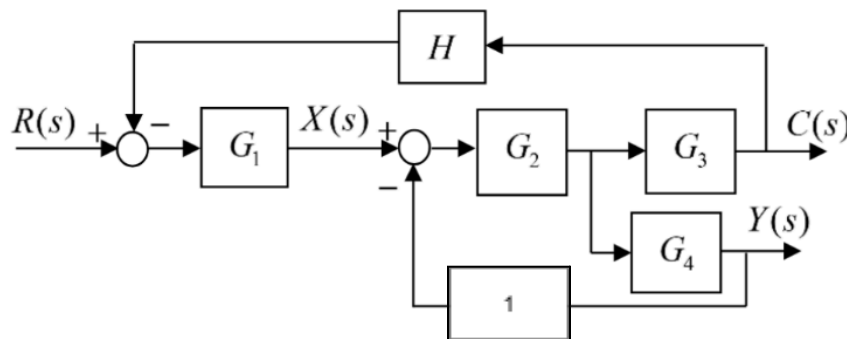 H
R(s) + − G₁ X(s) + − G₂ G₃ C(s)
G₄ Y(s)
1